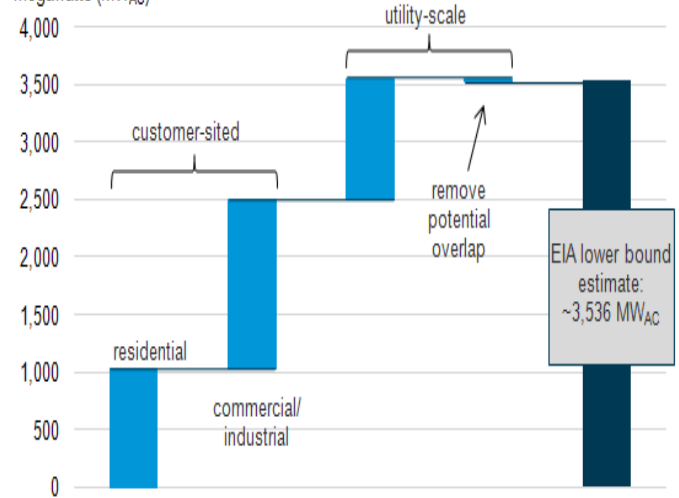 utility-scale
4,000
3,500
customer-sited
3,000
2,500
remove
potential
overlap
2,000
EIA lower bound
estimate:
~3,536 MWAC
1,500
residential
1,000
commercial/
industrial
500
0